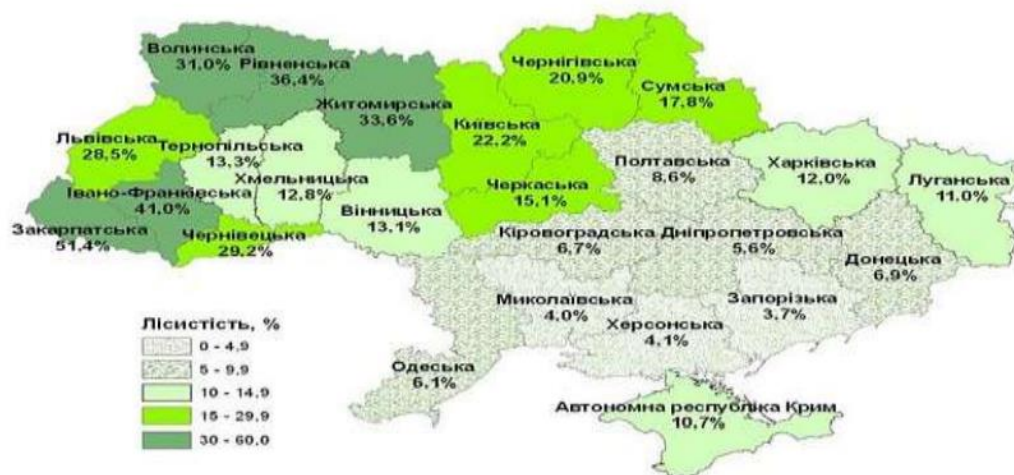 Волинська
31,0%
Рівненська
36,4%
Житомирська
33,6%
Чернігівська
20,9%
Сумська
17,8%
Київська
22,2%
Львівська
28,5%
Тернопільська
13,3%
Хмельницька
12,8%
Івано-Франківська
41,0%
Закарпатська
51,4%
Чернівецька
29,2%
Вінницька
13,1%
Черкаська
15,1%
Полтавська
8,6%
Харківська
12,0%
Луганська
11,0%
Кіровоградська
6,7%
Дніпропетровська
5,6%
Донецька
6,9%
Миколаївська
4,0%
Херсонська
4,1%
Запорізька
3,7%
Одеська
6,1%
Автономна республіка Крим
10,7%
Лісистість, %
0 - 4,9
5 - 9,9
10 - 14,9
15 - 29,9
30 - 60,0